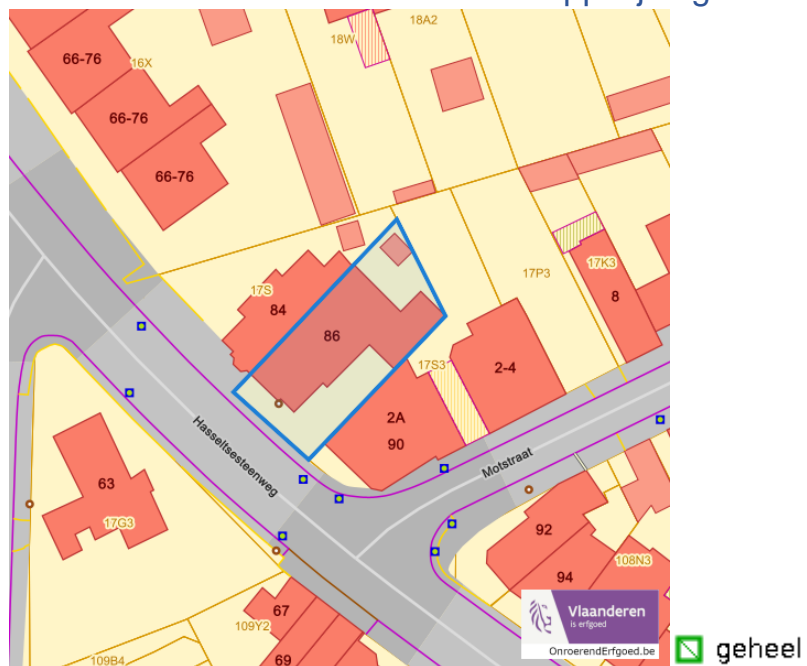 18W
18A2
66-76
16X
66-76
66-76
17S
84
86
17P3
17K3
8
17S3
2-4
2A
90
Hasseltsesteenweg
Motstraat
63
17G3
92
94
108N3
67
109Y2
69
109B4
Vlaanderen
is erfgoed
OnroerendErfgoed.be
geheel